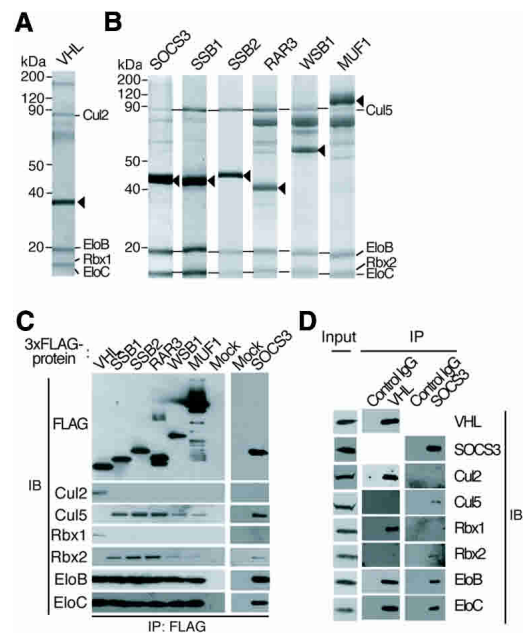 A
VHL
kDa
200
120
90
50
40
20
Cul2
EloB
Rbx1
EloC
B
SOCS3
SSB1
SSB2
RAR3
WSB1
MUF1
kDa
200
120
90
50
40
20
Cul5
EloB
Rbx2
EloC
C
3xFLAG-
protein :
VHL
SSB1
SSB2
RAR3
WSB1
MUF1
Mock
Mock
SOCS3
IB
FLAG
Cul2
Cul5
Rbx1
Rbx2
EloB
EloC
IP: FLAG
D
Input
IP
Control IgG
VHL
Control IgG
SOCS3
VHL
SOCS3
Cul2
Cul5
Rbx1
Rbx2
EloB
EloC
IB